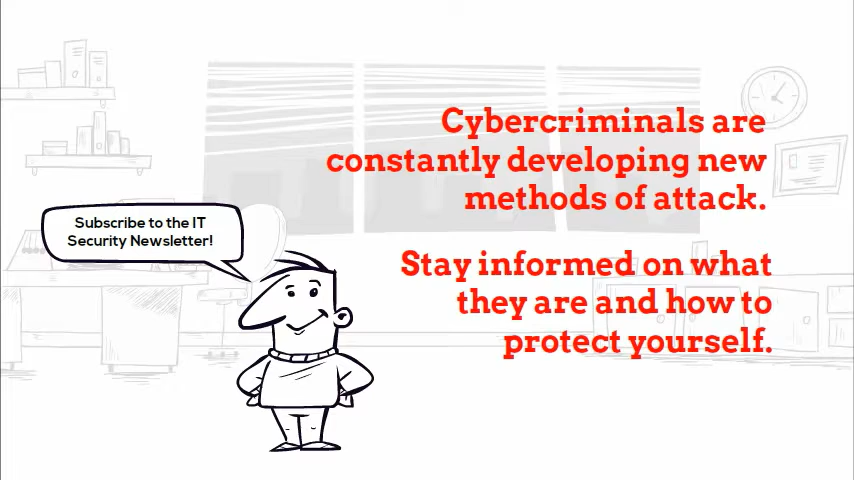 Cybercriminals are
constantly developing new
methods of attack.
Subscribe to the IT
Security Newsletter!
Stay informed on what
they are and how to
protect yourself.